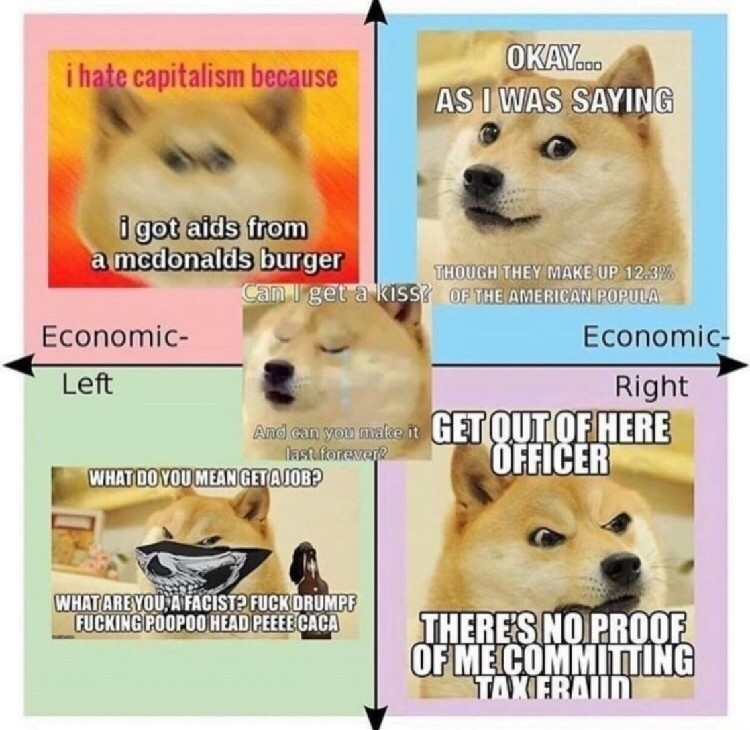 i hate capitalism because
i got aids from
a mcdonalds burger
OKAY...
AS I WAS SAYING
THOUGH THEY MAKE UP 12.3%
OF THE AMERICAN POPULA
Can I get a kiss?
And can you make it
last forever?
Economic-
Left
Economic-
Right
WHAT DO YOU MEAN GET A JOB?
WHAT ARE YOU, A FACIST? FUCK DRUMPF
FUCKING POOPOO HEAD PEEEE CACA
GET OUT OF HERE
OFFICER
THERE'S NO PROOF
OF ME COMMITTING
TAX FRAUD